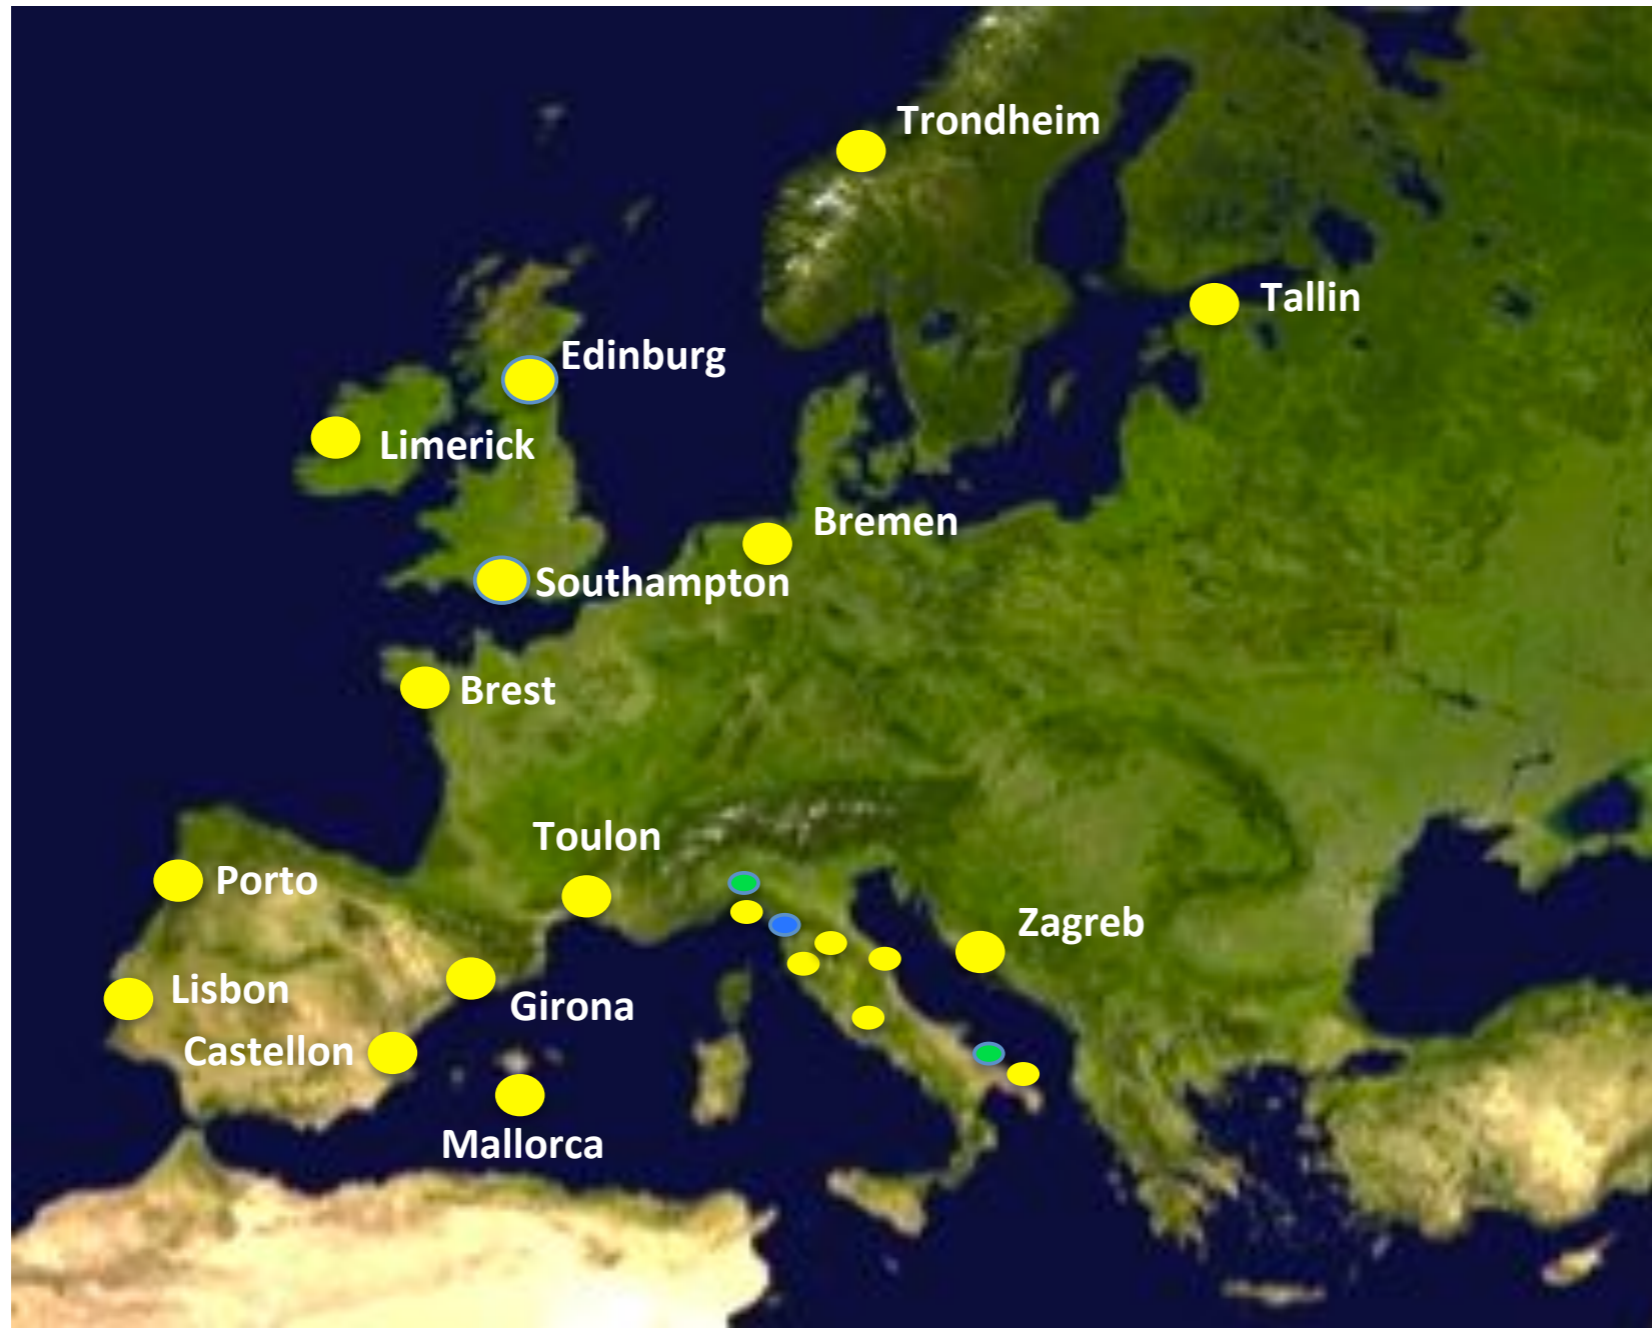 Trondheim
Tallin
Edinburg
Limerick
Bremen
Southampton
Brest
Toulon
Porto
Zagreb
Lisbon
Girona
Castellon
Mallorca